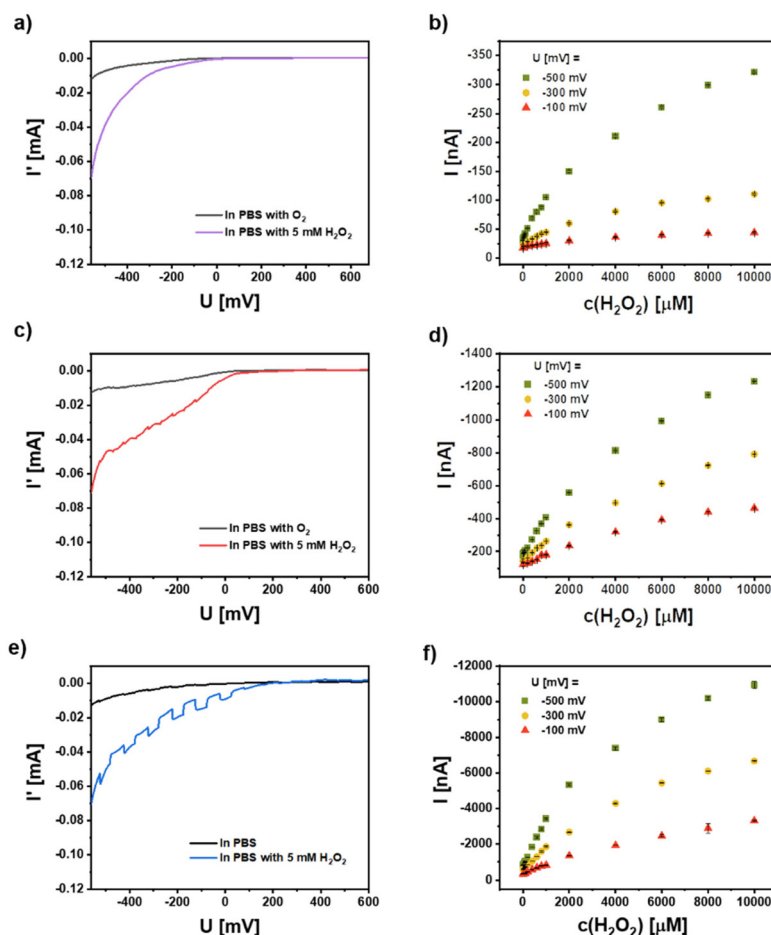 a)
0.00
-0.02
-0.04
-0.06
-0.08
-0.10
-0.12
I' [mA]
In PBS with O₂
In PBS with 5 mM H₂O₂
-400 -200 0 200 400 600
U [mV]
b)
-350
-300
-250
-200
-150
-100
-50
0
I [nA]
U [mV] =
-500 mV
-300 mV
-100 mV
0 2000 4000 6000 8000 10000
c(H₂O₂) [µM]
c)
0.00
-0.02
-0.04
-0.06
-0.08
-0.10
-0.12
I' [mA]
In PBS with O₂
In PBS with 5 mM H₂O₂
-400 -200 0 200 400 600
U [mV]
d)
-1400
-1200
-1000
-800
-600
-400
-200
I [nA]
U [mV] =
-500 mV
-300 mV
-100 mV
0 2000 4000 6000 8000 10000
c(H₂O₂) [µM]
e)
0.00
-0.02
-0.04
-0.06
-0.08
-0.10
-0.12
I' [mA]
In PBS
In PBS with 5 mM H₂O₂
-400 -200 0 200 400 600
U [mV]
f)
-12000
-10000
-8000
-6000
-4000
-2000
0
I [nA]
U [mV] =
-500 mV
-300 mV
-100 mV
0 2000 4000 6000 8000 10000
c(H₂O₂) [µM]